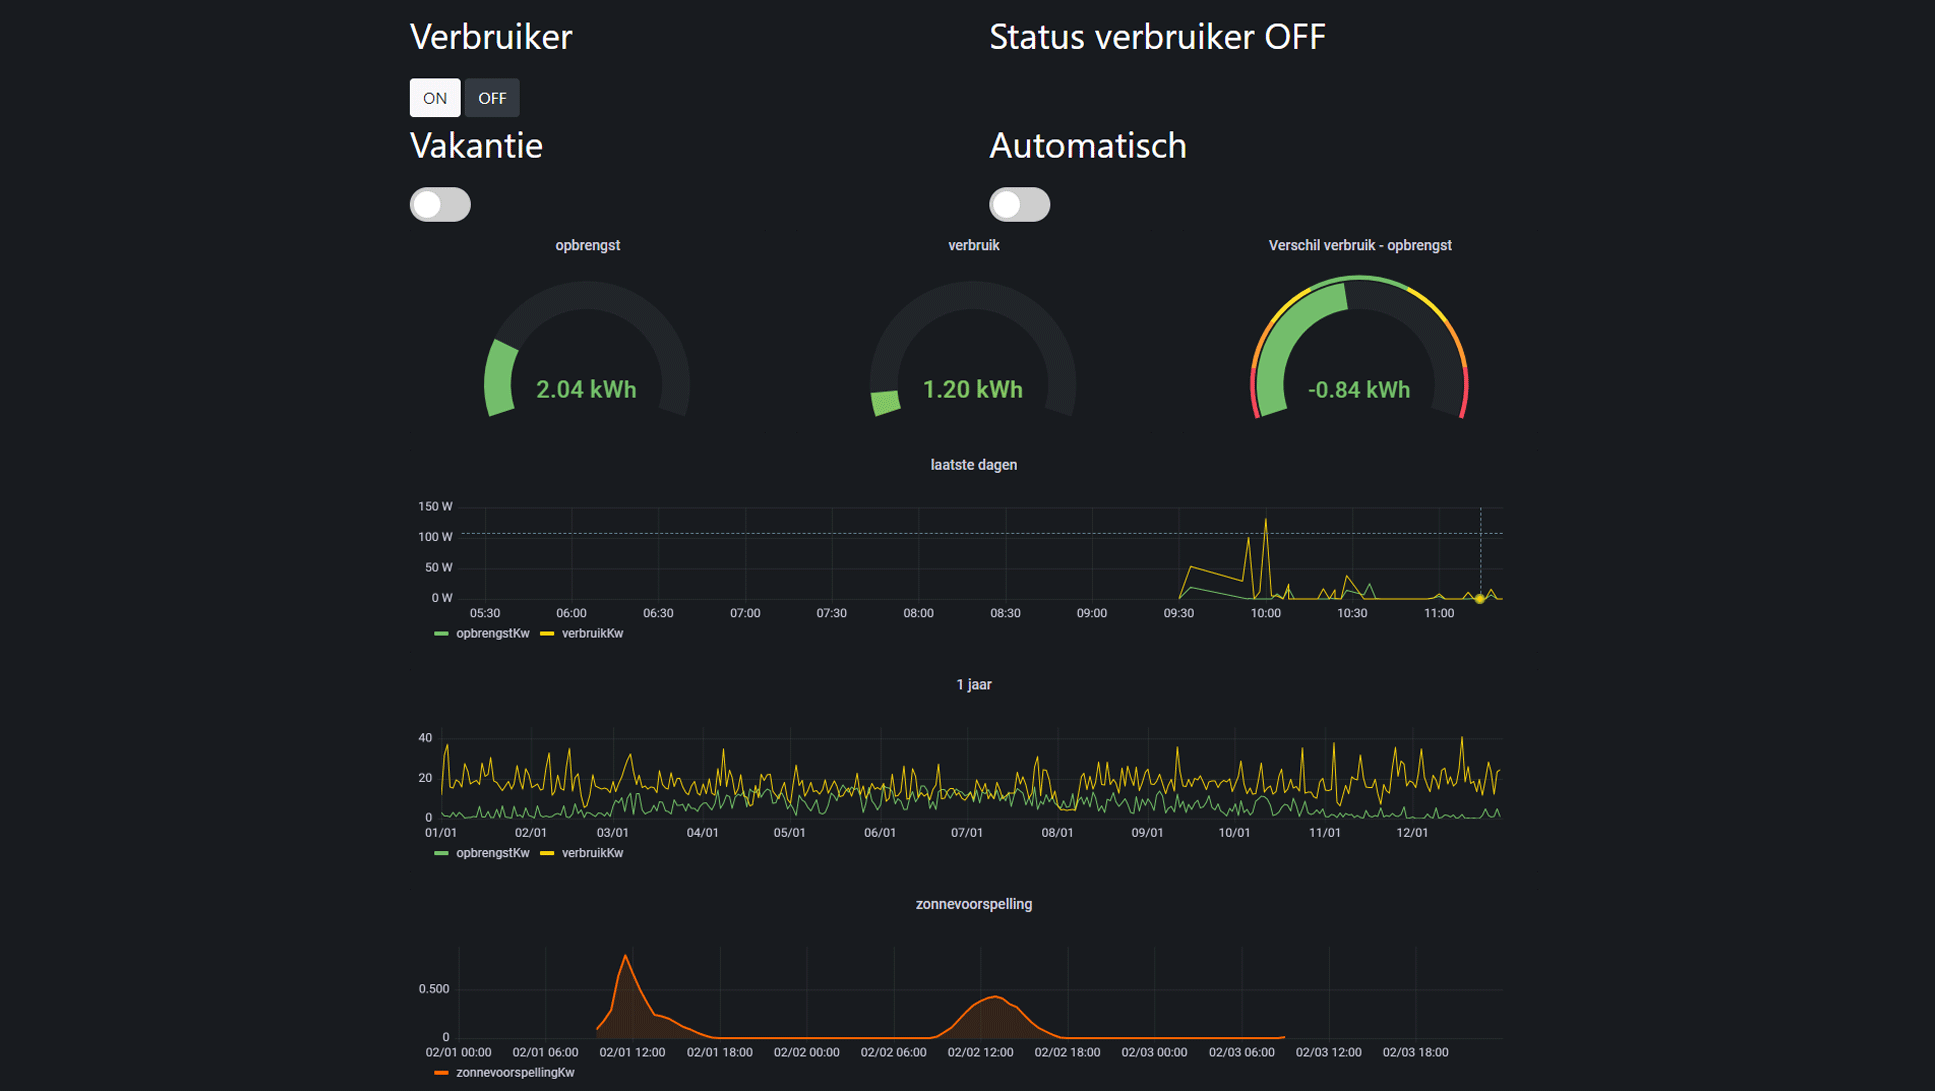 Verbruiker
Status verbruiker OFF
ON OFF
Vakantie
Automatisch
opbrengst
verbruik
Verschil verbruik - opbrengst
2.04 kWh
1.20 kWh
-0.84 kWh
laatste dagen
150 W
100 W
50 W
0 W
05:30 06:00 06:30 07:00 07:30 08:00 08:30 09:00 09:30 10:00 10:30 11:00
opbrengstKw verbruikKw
1 jaar
40
20
0
01/01 02/01 03/01 04/01 05/01 06/01 07/01 08/01 09/01 10/01 11/01 12/01
opbrengstKw verbruikKw
zonnevoorspelling
0.500
0
02/01 00:00 02/01 06:00 02/01 12:00 02/01 18:00 02/02 00:00 02/02 06:00 02/02 12:00 02/02 18:00 02/03 00:00 02/03 06:00 02/03 12:00 02/03 18:00
zonnevoorspellingKw